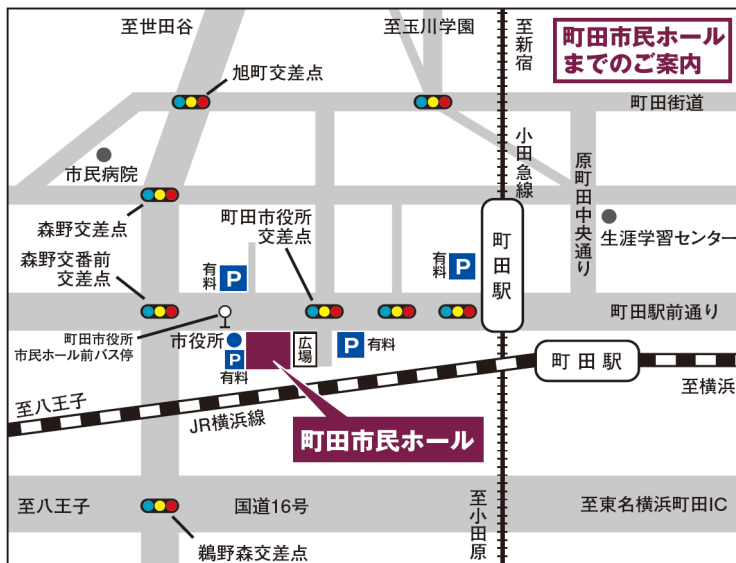 至世田谷
至玉川学園
至新宿
町田市民ホール
までのご案内
旭町交差点
町田街道
小田急線
市民病院
原町田中央通り
森野交差点
町田市役所
交差点
町田駅
生涯学習センター
森野交番前
交差点
有料
P
有料
P
町田駅前通り
町田市役所
市民ホール前バス停
市役所
P
有料
広場
P
有料
町田駅
至横浜
至八王子
JR横浜線
町田市民ホール
至八王子
国道16号
至小田原
至東名横浜町田IC
鵜野森交差点